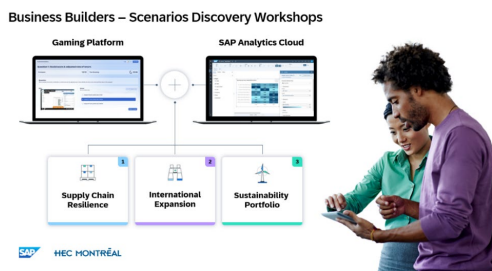 Business Builders – Scenarios Discovery Workshops
Gaming Platform
SAP Analytics Cloud
1
Supply Chain
Resilience
2
International
Expansion
3
Sustainability
Portfolio
SAP
HEC MONTRĒAL